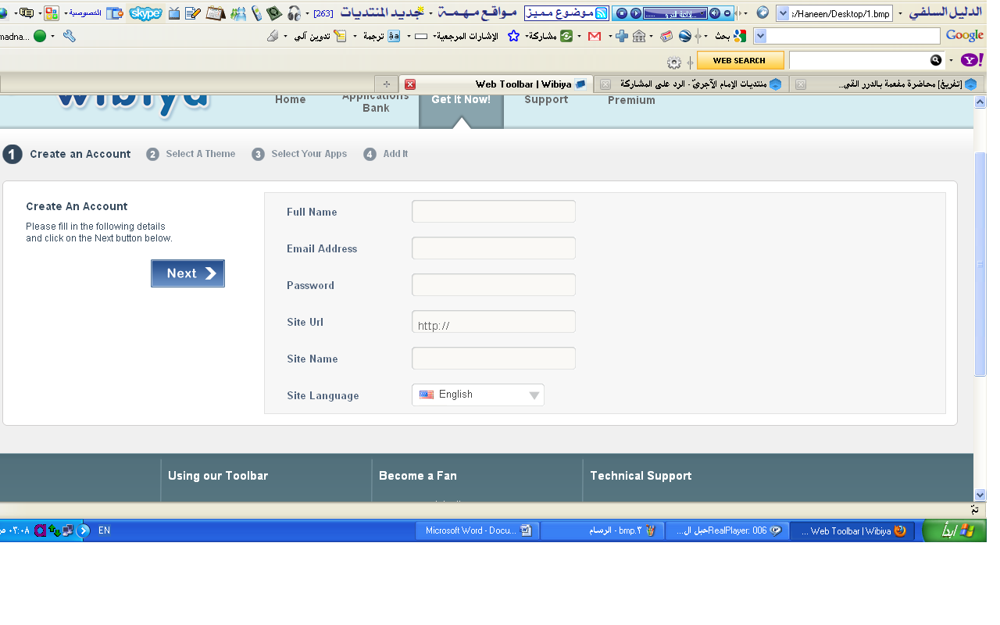 الدليل السلفي
:/Haneen/Desktop/1.bmp
موضوع مميز
مواقع مهمة
تجديد المنتديات
[263]
skype
الخصوصية
Google
بحث
مشاركة
الإشارات المرجعية
ترجمة
تدوين آلي
madna...
WEB SEARCH
Y!
[تفريغ] محاضرة مفعمة بالدرر القي...
منتديات الإمام الآجري - الرد على المشاركة
Web Toolbar | Wibiya
wibiya
Home
Applications Bank
Get It Now!
Support
Premium
1 Create an Account
2 Select A Theme
3 Select Your Apps
4 Add It
Create An Account
Please fill in the following details
and click on the Next button below.
Next
Full Name
Email Address
Password
Site Url
http://
Site Name
Site Language
English
Using our Toolbar
Become a Fan
Technical Support
تمّ
ابدأ
Web Toolbar | Wibiya ...
RealPlayer: 006 حبل ال...
٣.bmp - الرسام
Microsoft Word - Docu...
EN
٠٣:٠٨ ص